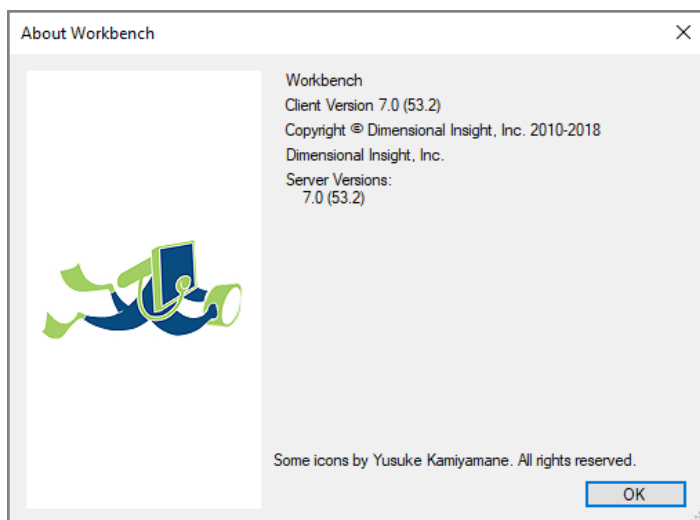 About Workbench
Workbench
Client Version 7.0 (53.2)
Copyright © Dimensional Insight, Inc. 2010-2018
Dimensional Insight, Inc.
Server Versions:
7.0 (53.2)
Some icons by Yusuke Kamiyamane. All rights reserved.
OK